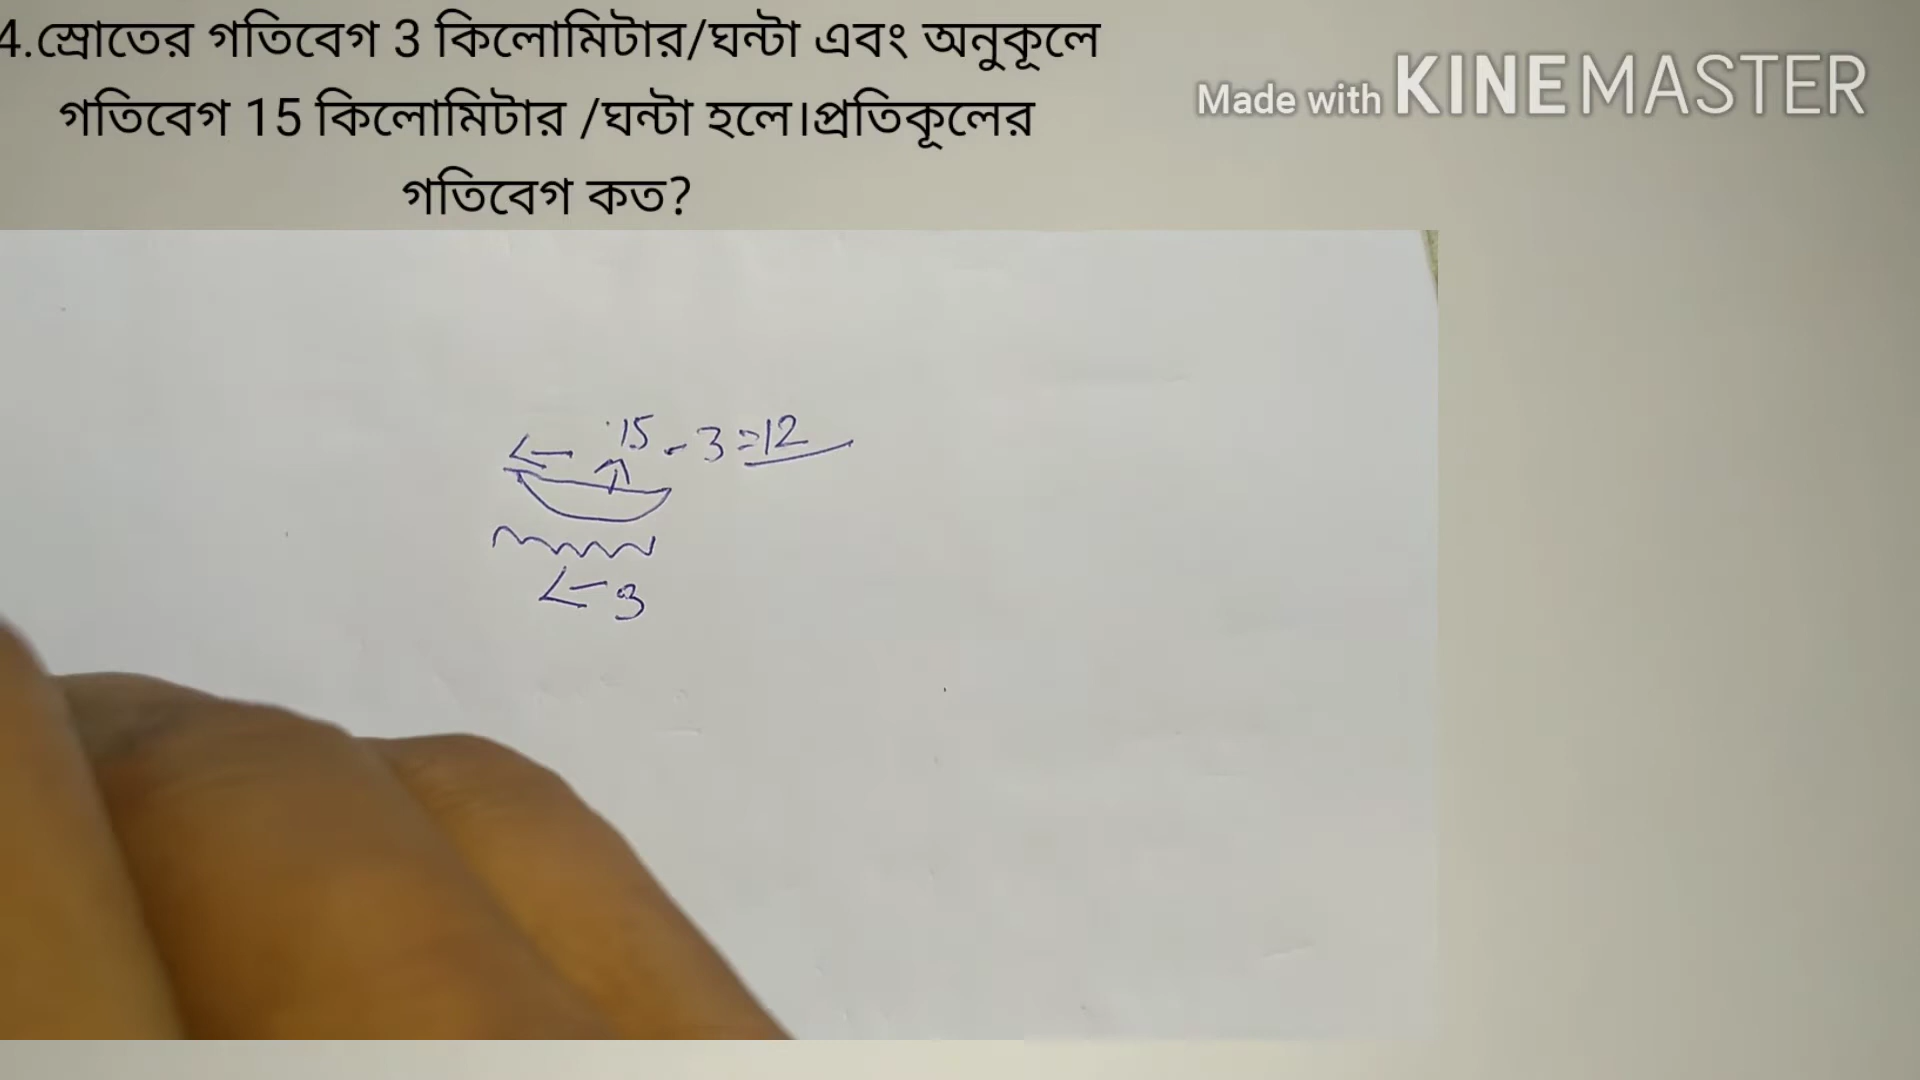 4.স্রোতের গতিবেগ 3 কিলোমিটার/ঘন্টা এবং অনুকূলে
গতিবেগ 15 কিলোমিটার /ঘন্টা হলে।প্রতিকূলের
গতিবেগ কত?
Made with KINEMASTER
15 - 3 = 12
3